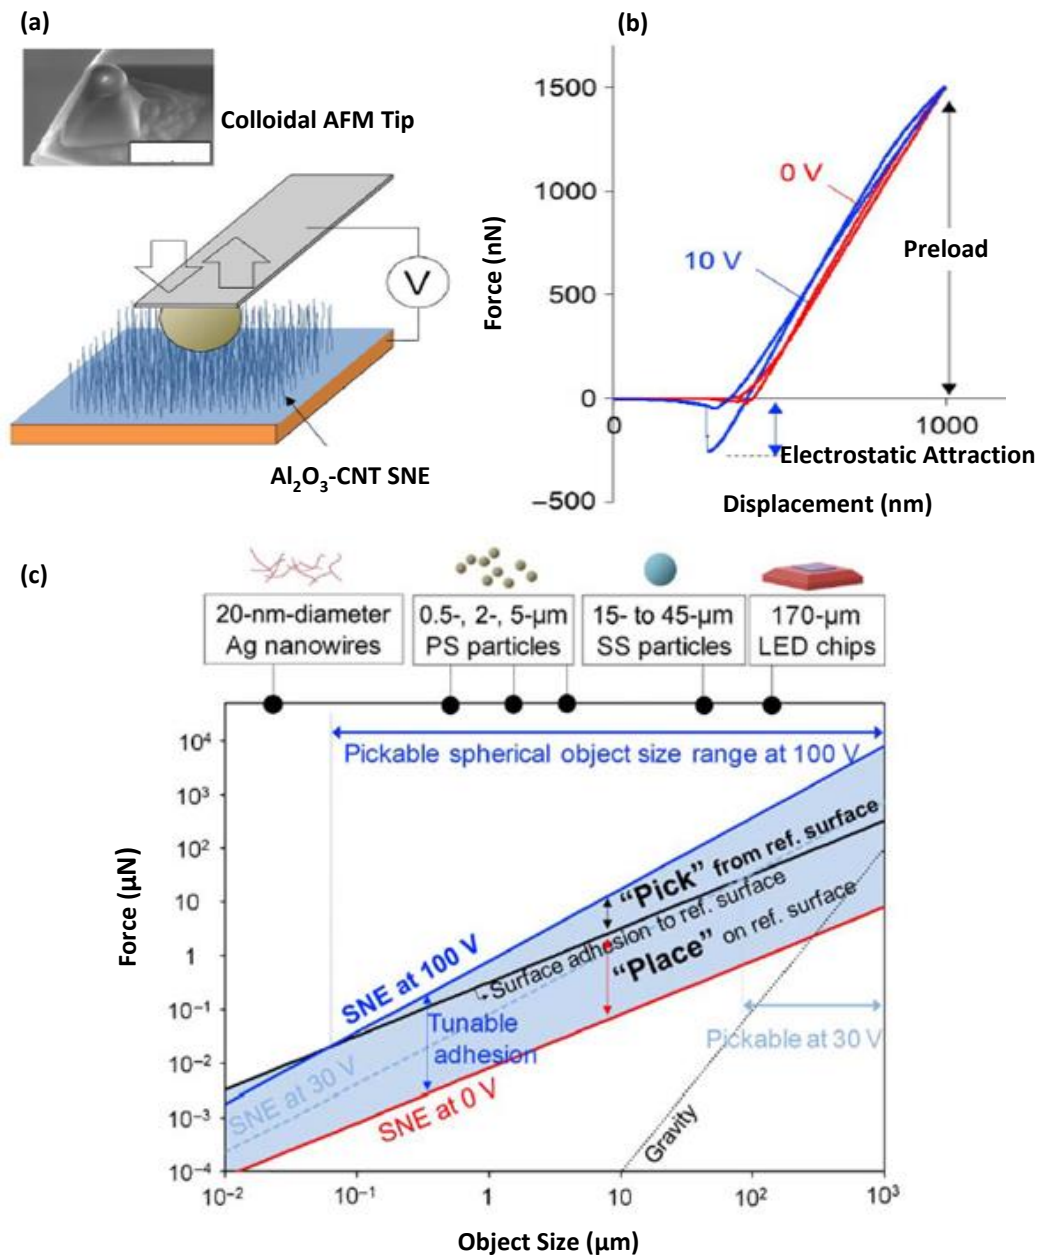 (a)
Colloidal AFM Tip
V
Al₂O₃-CNT SNE
(b)
1500
1000
500
0
−500
0
1000
0 V
10 V
Preload
Electrostatic Attraction
Force (nN)
Displacement (nm)
(c)
20-nm-diameter
Ag nanowires
0.5-, 2-, 5-µm
PS particles
15- to 45-µm
SS particles
170-µm
LED chips
Pickable spherical object size range at 100 V
"Pick" from ref. surface
Surface adhesion to ref. surface
"Place" on ref. surface
SNE at 100 V
Tunable
adhesion
SNE at 30 V
SNE at 0 V
Pickable at 30 V
Gravity
10⁴
10³
10²
10
1
10⁻¹
10⁻²
10⁻³
10⁻⁴
10⁻²
10⁻¹
1
10
10²
10³
Force (µN)
Object Size (µm)